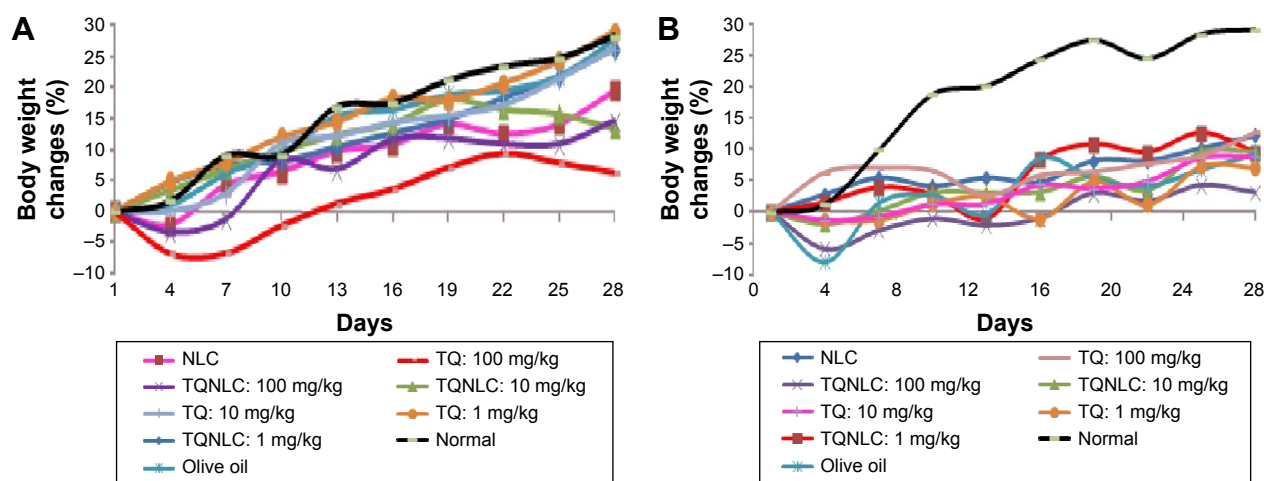 A
Body weight
changes (%)
30
25
20
15
10
5
0
–5
–10
1 4 7 10 13 16 19 22 25 28
Days
NLC TQ: 100 mg/kg
TQNLC: 100 mg/kg TQNLC: 10 mg/kg
TQ: 10 mg/kg TQ: 1 mg/kg
TQNLC: 1 mg/kg Normal
Olive oil
B
Body weight
changes (%)
30
25
20
15
10
5
0
–5
–10
0 4 8 12 16 20 24 28
Days
NLC TQ: 100 mg/kg
TQNLC: 100 mg/kg TQNLC: 10 mg/kg
TQ: 10 mg/kg TQ: 1 mg/kg
TQNLC: 1 mg/kg Normal
Olive oil